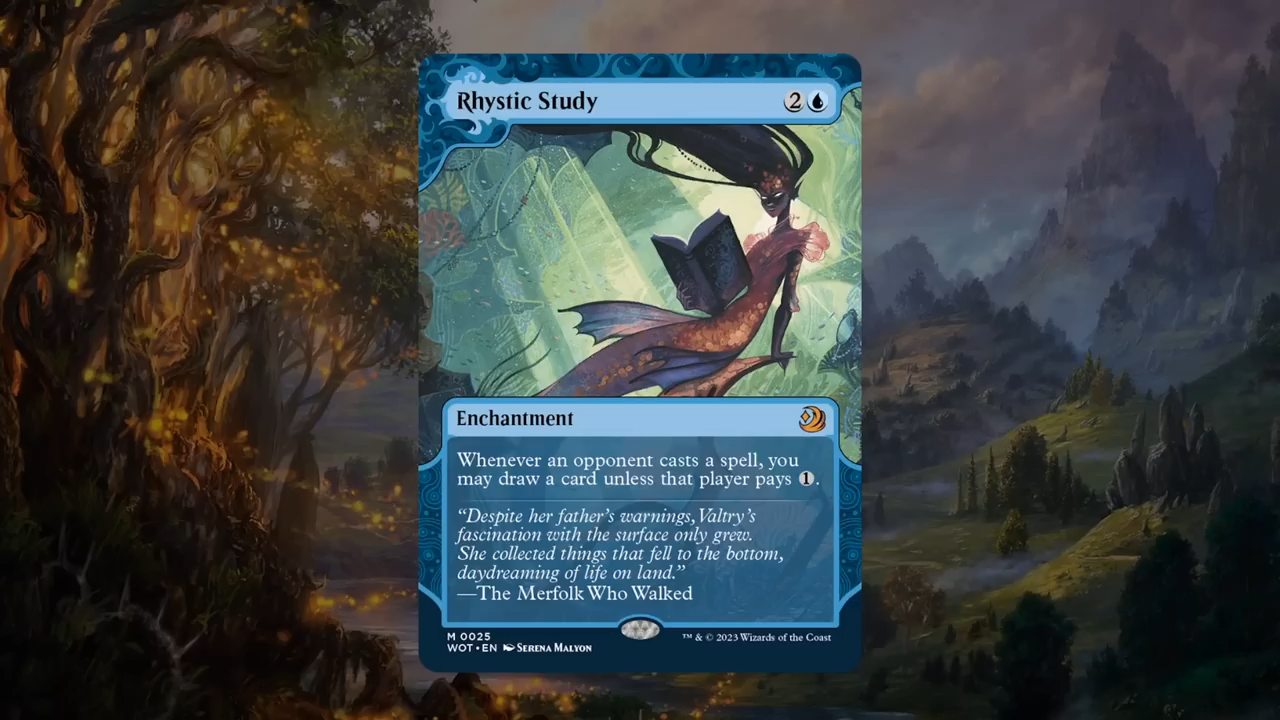 Rhystic Study 2
Enchantment
Whenever an opponent casts a spell, you
may draw a card unless that player pays 1.
“Despite her father’s warnings, Valtry’s
fascination with the surface only grew.
She collected things that fell to the bottom,
daydreaming of life on land.”
—The Merfolk Who Walked
M 0025
WOT • EN SERENA MALYON
™ & © 2023 Wizards of the Coast